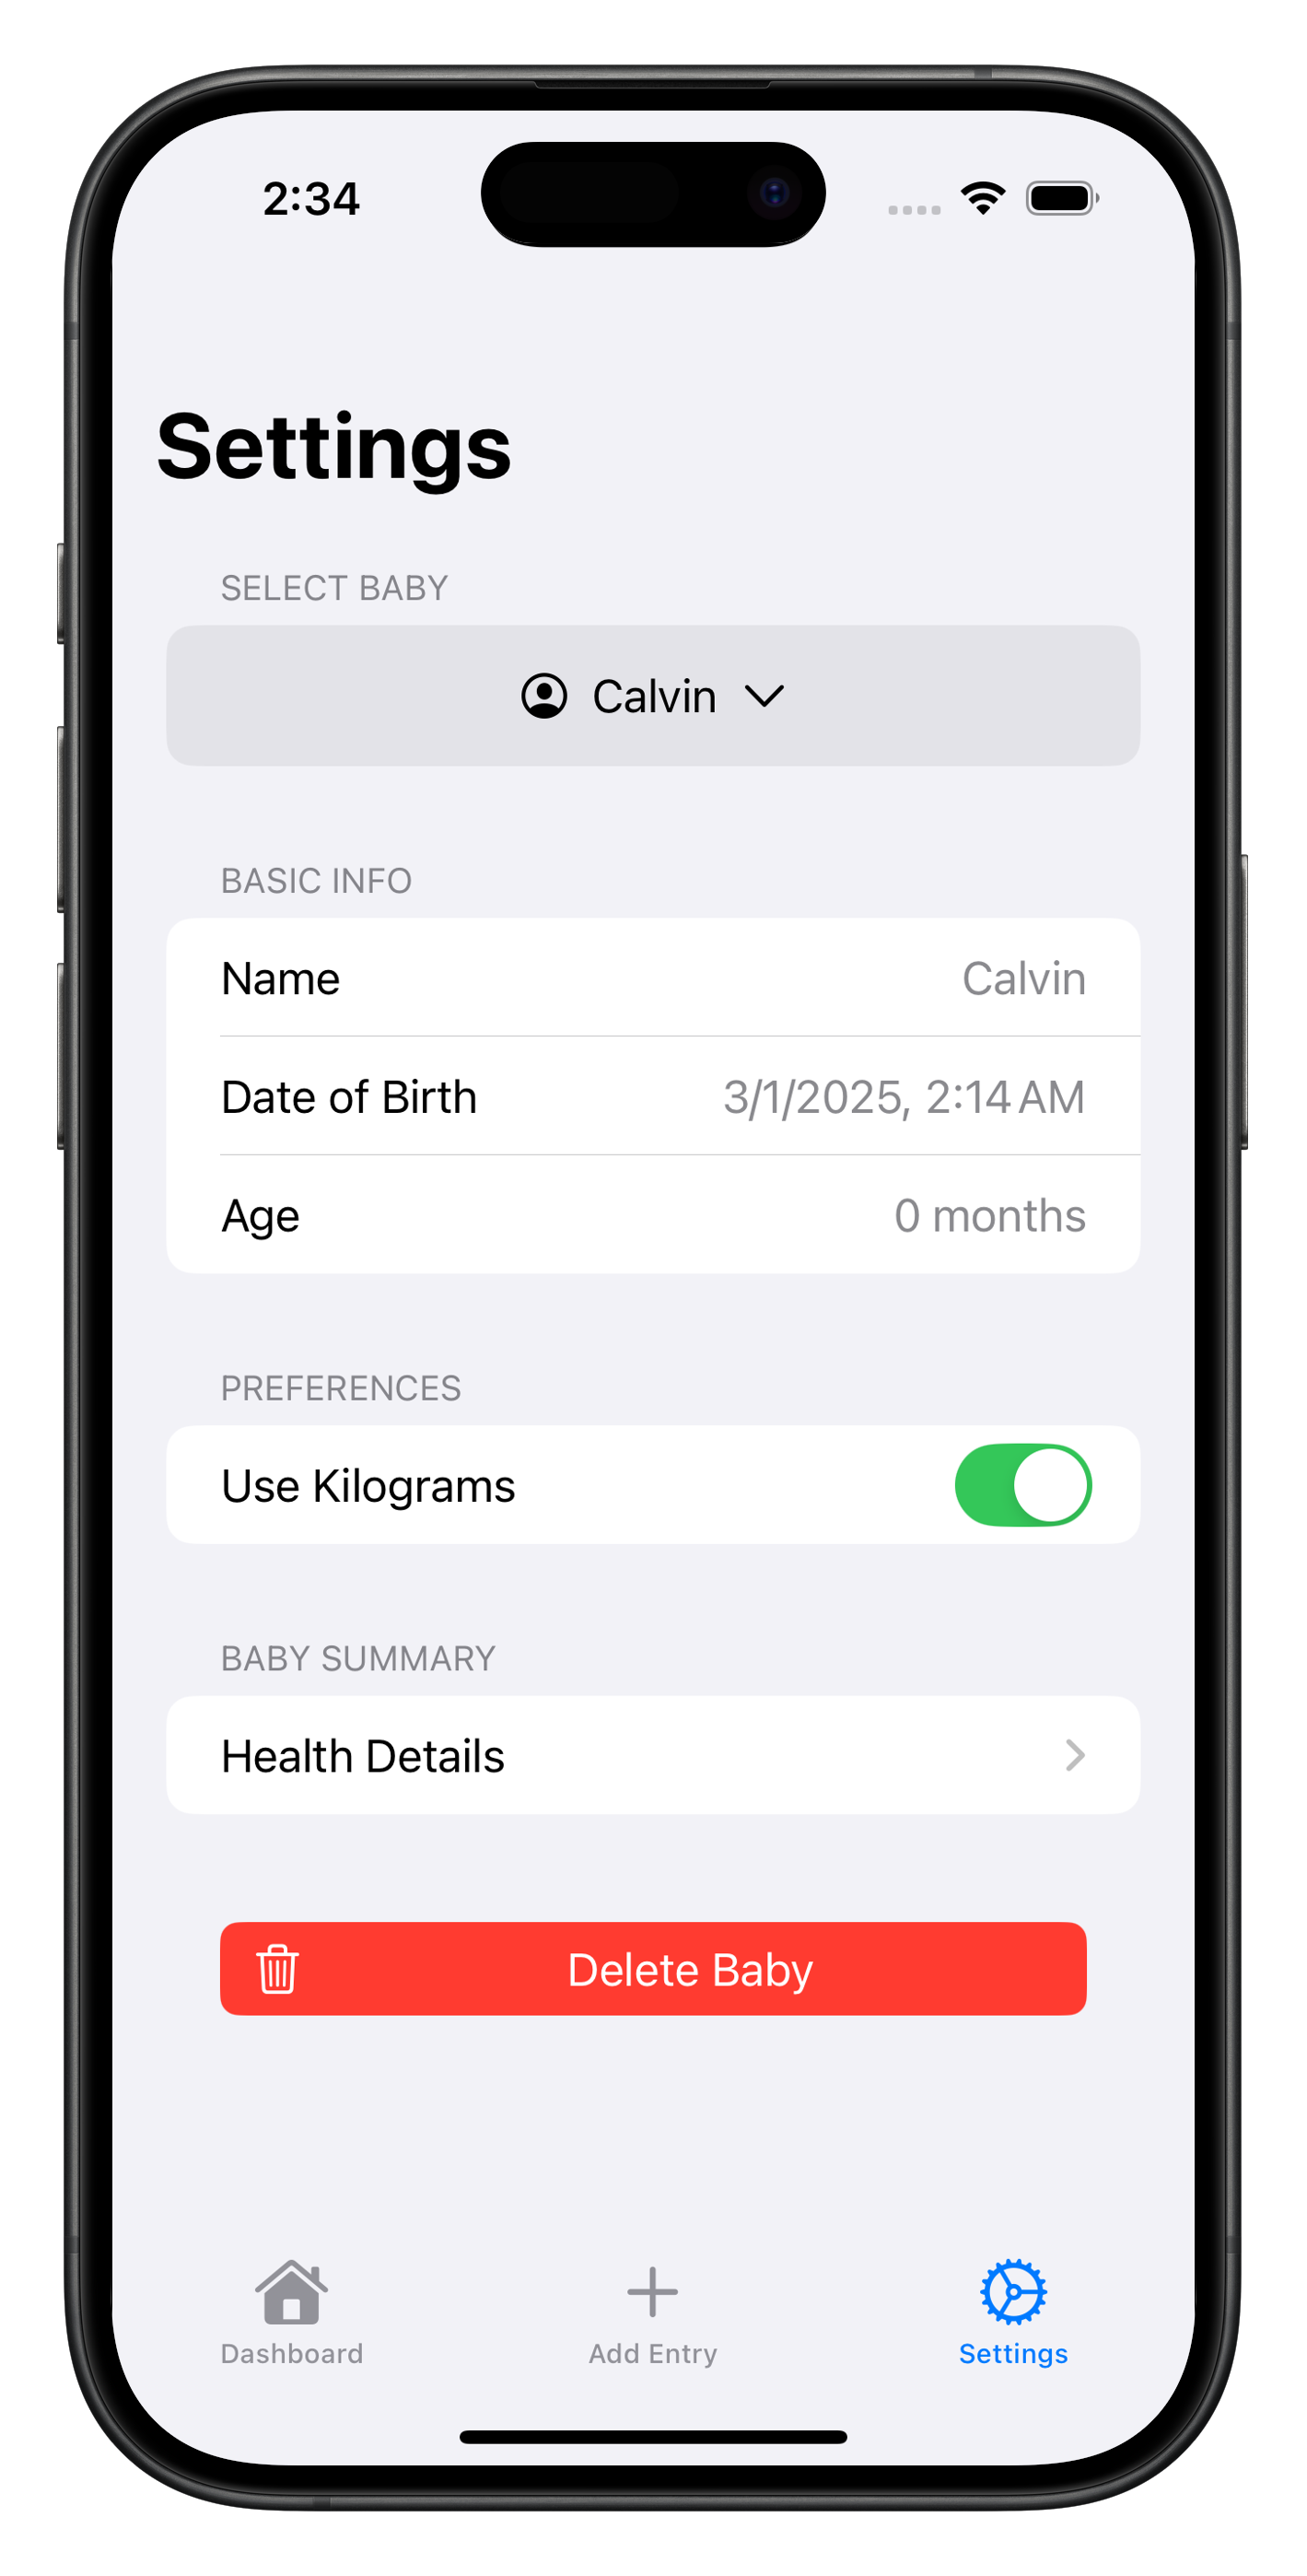 2:34
Settings
SELECT BABY
Calvin
BASIC INFO
Name Calvin
Date of Birth 3/1/2025, 2:14 AM
Age 0 months
PREFERENCES
Use Kilograms
BABY SUMMARY
Health Details
Delete Baby
Dashboard Add Entry Settings